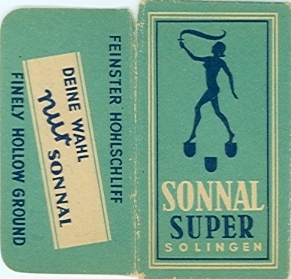 FEINSTER HOHLSCHLIFF
DEINE WAHL
nur SONNAL
FINELY HOLLOW GROUND
SONNAL
SUPER
SOLINGEN